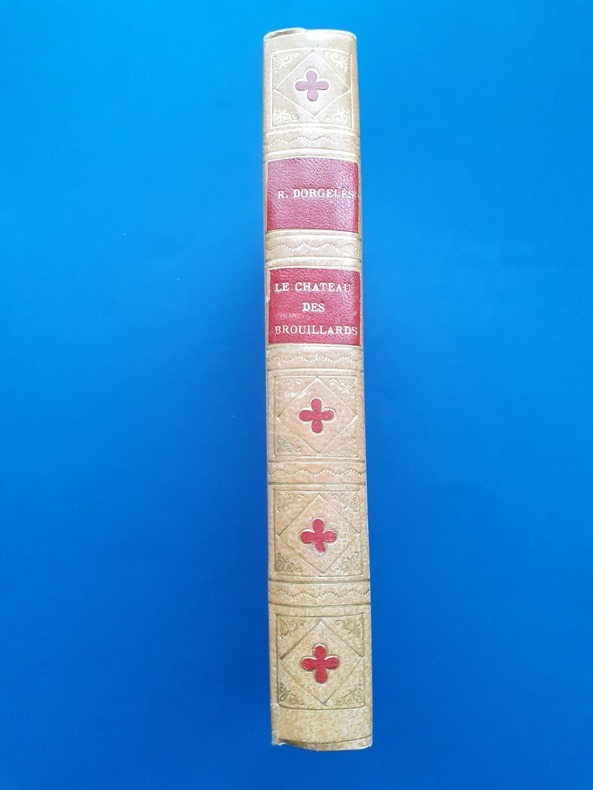 R. DORGELÈS
LE CHATEAU
DES
BROUILLARDS